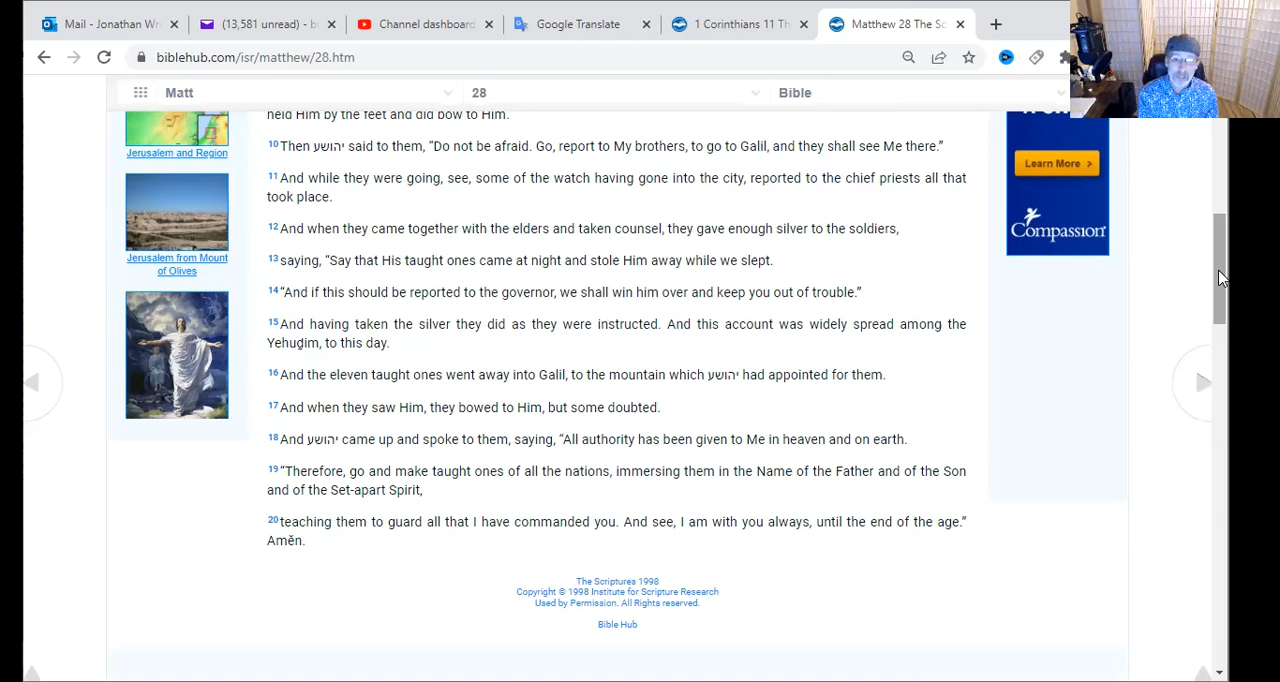 Mail - Jonathan Wr
(13,581 unread) - b
Channel dashboard
Google Translate
1 Corinthians 11 Th
Matthew 28 The Sc
biblehub.com/isr/matthew/28.htm
Matt
28
Bible
held Him by the feet and did bow to Him.
10 Then יהושע said to them, “Do not be afraid. Go, report to My brothers, to go to Galil, and they shall see Me there.”
11 And while they were going, see, some of the watch having gone into the city, reported to the chief priests all that
took place.
12 And when they came together with the elders and taken counsel, they gave enough silver to the soldiers,
13 saying, “Say that His taught ones came at night and stole Him away while we slept.
14 “And if this should be reported to the governor, we shall win him over and keep you out of trouble.”
15 And having taken the silver they did as they were instructed. And this account was widely spread among the
Yehuḏim, to this day.
16 And the eleven taught ones went away into Galil, to the mountain which יהושע had appointed for them.
17 And when they saw Him, they bowed to Him, but some doubted.
18 And יהושע came up and spoke to them, saying, “All authority has been given to Me in heaven and on earth.
19 “Therefore, go and make taught ones of all the nations, immersing them in the Name of the Father and of the Son
and of the Set-apart Spirit,
20 teaching them to guard all that I have commanded you. And see, I am with you always, until the end of the age.”
Amĕn.
The Scriptures 1998
Copyright © 1998 Institute for Scripture Research
Used by Permission. All Rights reserved.
Bible Hub
Jerusalem and Region
Jerusalem from Mount
of Olives
Learn More >
Compassion